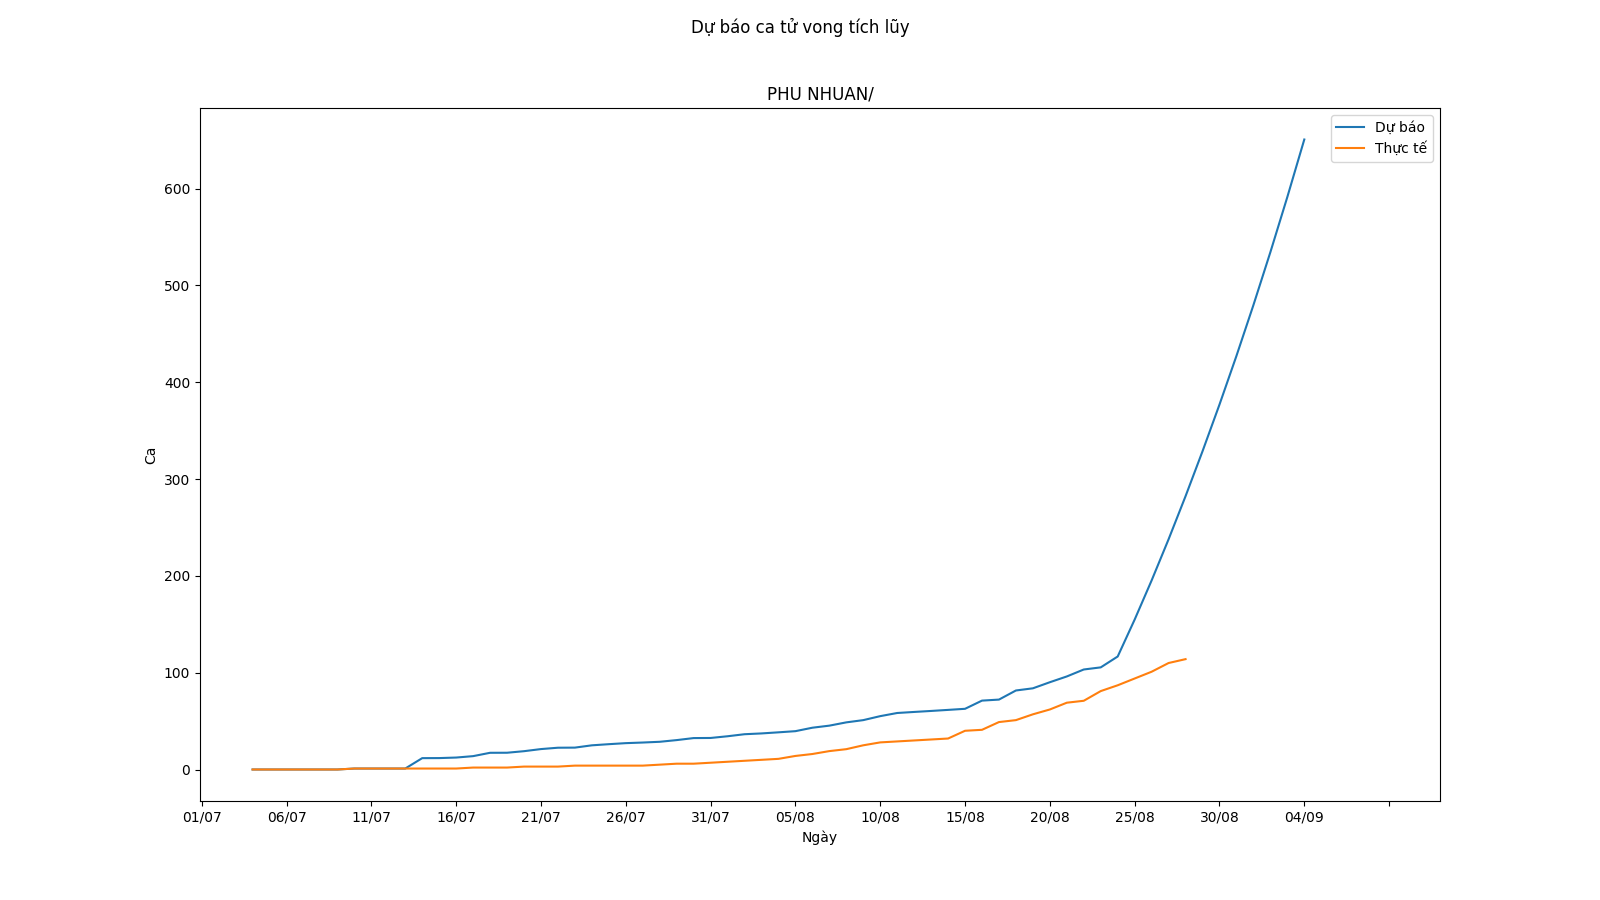 Dự báo ca tử vong tích lũy
PHU NHUAN/
Dự báo
Thực tế
600
500
400
300
200
100
0
Ca
01/07 06/07 11/07 16/07 21/07 26/07 31/07 05/08 10/08 15/08 20/08 25/08 30/08 04/09
Ngày